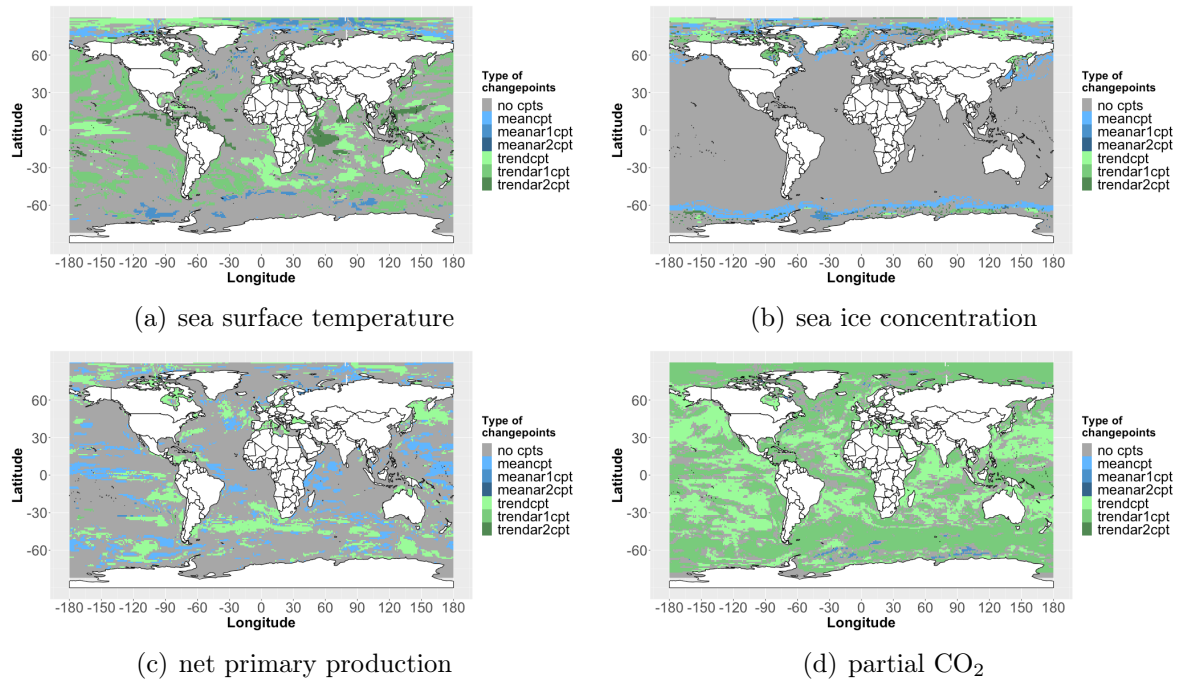 60
30
0
-30
-60
Latitude
-180 -150 -120 -90 -60 -30 0 30 60 90 120 150 180
Longitude
Type of
changepoints
no cpts
meancpt
meanar1cpt
meanar2cpt
trendcpt
trendar1cpt
trendar2cpt
(a) sea surface temperature
60
30
0
-30
-60
Latitude
-180 -150 -120 -90 -60 -30 0 30 60 90 120 150 180
Longitude
Type of
changepoints
no cpts
meancpt
meanar1cpt
meanar2cpt
trendcpt
trendar1cpt
trendar2cpt
(b) sea ice concentration
60
30
0
-30
-60
Latitude
-180 -150 -120 -90 -60 -30 0 30 60 90 120 150 180
Longitude
Type of
changepoints
no cpts
meancpt
meanar1cpt
meanar2cpt
trendcpt
trendar1cpt
trendar2cpt
(c) net primary production
60
30
0
-30
-60
Latitude
-180 -150 -120 -90 -60 -30 0 30 60 90 120 150 180
Longitude
Type of
changepoints
no cpts
meancpt
meanar1cpt
meanar2cpt
trendcpt
trendar1cpt
trendar2cpt
(d) partial CO₂